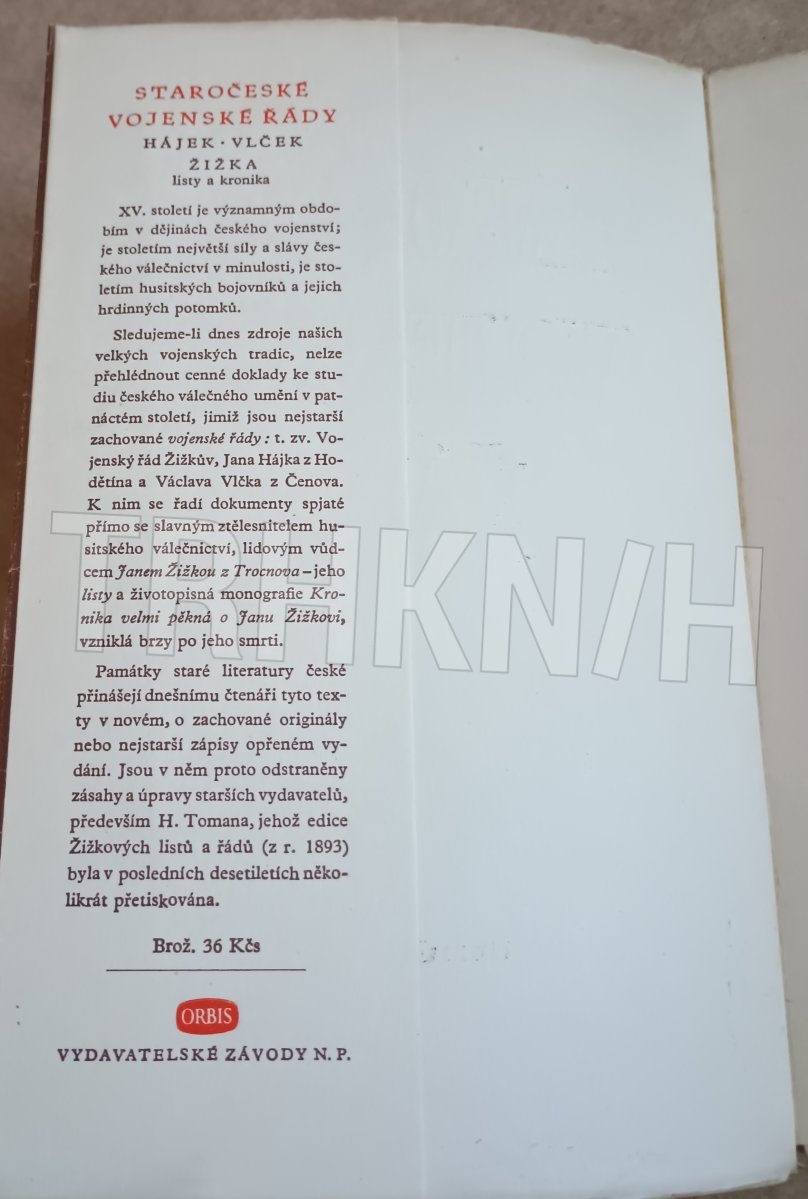 STAROČESKÉ
VOJENSKÉ ŘÁDY
HÁJEK · VLČEK
ŽIŽKA
listy a kronika
XV. století je významným obdo-
bím v dějinách českého vojenství;
je stoletím největší síly a slávy čes-
kého válečnictví v minulosti, je sto-
letím husitských bojovníků a jejich
hrdinných potomků.
Sledujeme-li dnes zdroje našich
velkých vojenských tradic, nelze
přehlédnout cenné doklady ke stu-
diu českého válečného umění v pat-
náctém století, jimiž jsou nejstarší
zachované vojenské řády: t. zv. Vo-
jenský řád Žižkův, Jana Hájka z Ho-
dětína a Václava Vlčka z Čenova.
K nim se řadí dokumenty spjaté
přímo se slavným ztělesnitelem hu-
sitského válečnictví, lidovým vůd-
cem Janem Žižkou z Trocnova – jeho
listy a životopisná monografie Kro-
nika velmi pěkná o Janu Žižkovi,
vzniklá brzy po jeho smrti.
Památky staré literatury české
přinášejí dnešnímu čtenáři tyto tex-
ty v novém, o zachované originály
nebo nejstarší zápisy opřeném vy-
dání. Jsou v něm proto odstraněny
zásahy a úpravy starších vydavatelů,
především H. Tomana, jehož edice
Žižkových listů a řádů (z r. 1893)
byla v posledních desetiletích něko-
likrát přetiskována.
Brož. 36 Kčs
ORBIS
VYDAVATELSKÉ ZÁVODY N. P.
TRHKN/H